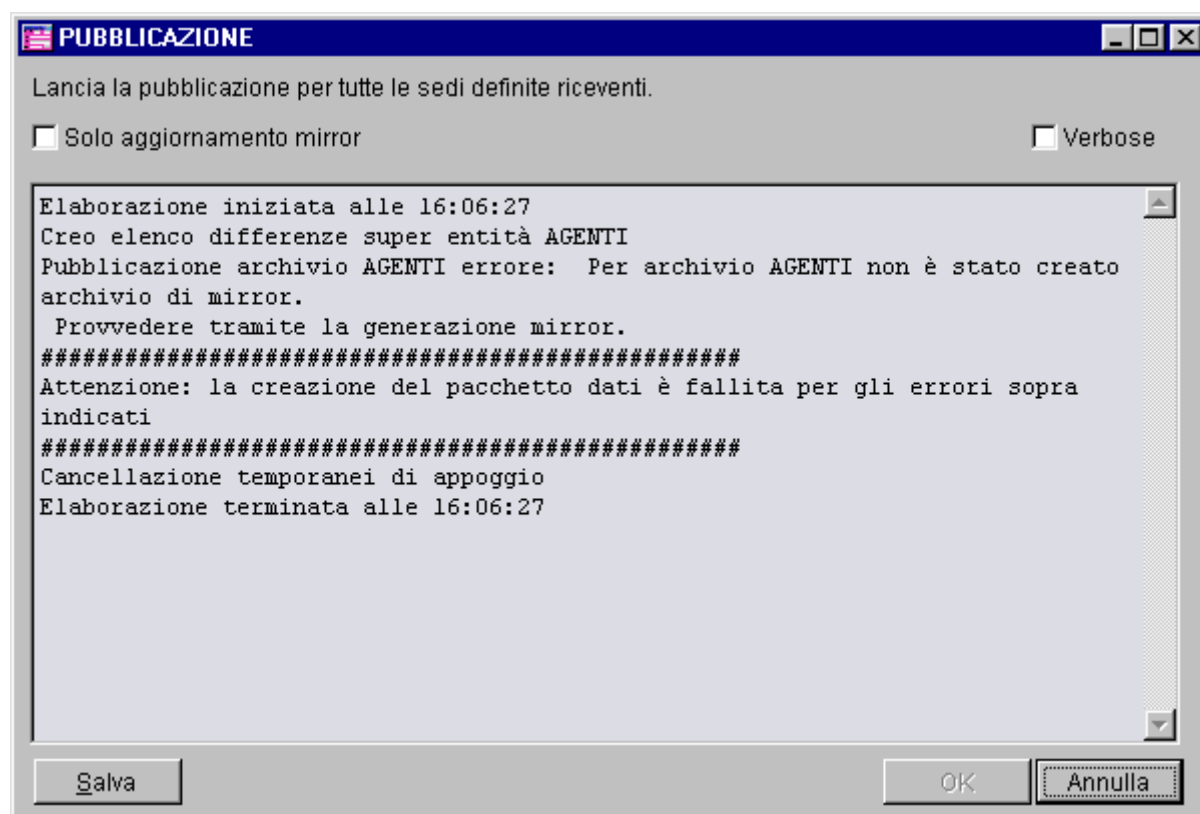 PUBBLICAZIONE
Lancia la pubblicazione per tutte le sedi definite riceventi.
Solo aggiornamento mirror
Verbose
Elaborazione iniziata alle 16:06:27
Creo elenco differenze super entità AGENTI
Pubblicazione archivio AGENTI errore:  Per archivio AGENTI non è stato creato
archivio di mirror.
 Provvedere tramite la generazione mirror.
##################################################
Attenzione: la creazione del pacchetto dati è fallita per gli errori sopra
indicati
##################################################
Cancellazione temporanei di appoggio
Elaborazione terminata alle 16:06:27
Salva
OK
Annulla